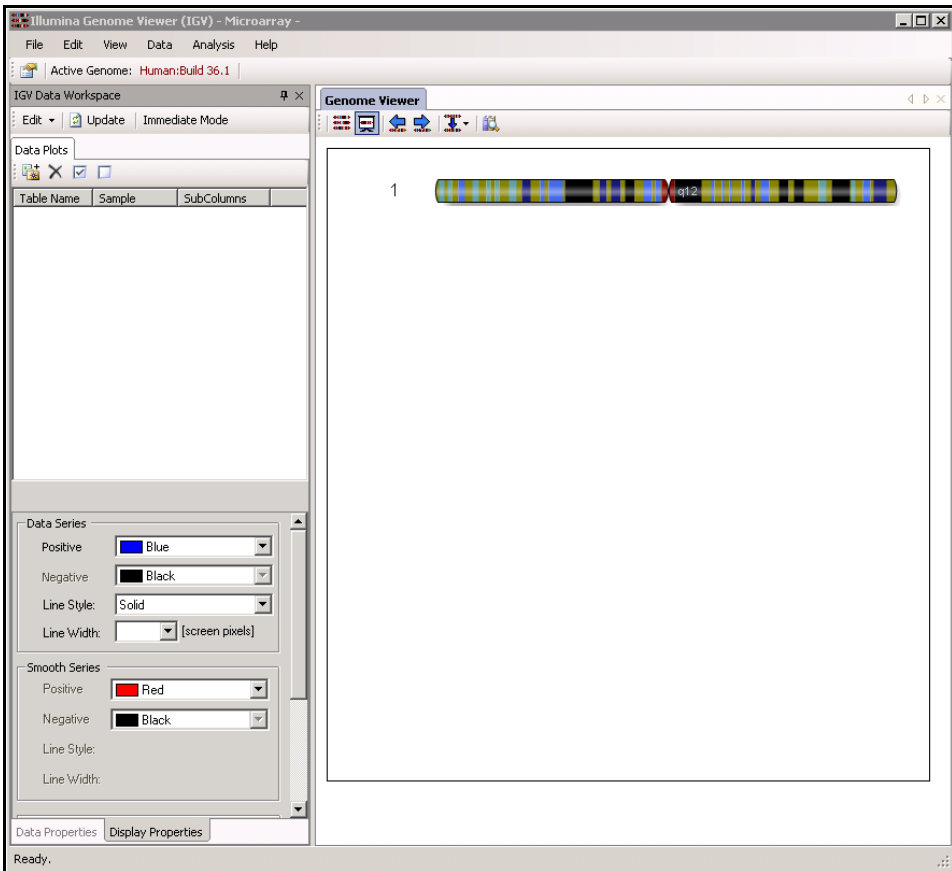 Illumina Genome Viewer (IGV) - Microarray -
File Edit View Data Analysis Help
Active Genome: Human:Build 36.1
IGV Data Workspace
Edit Update Immediate Mode
Data Plots
Table Name Sample SubColumns
Genome Viewer
1
q12
Data Series
Positive Blue
Negative Black
Line Style: Solid
Line Width: [screen pixels]
Smooth Series
Positive Red
Negative Black
Line Style:
Line Width:
Data Properties Display Properties
Ready.